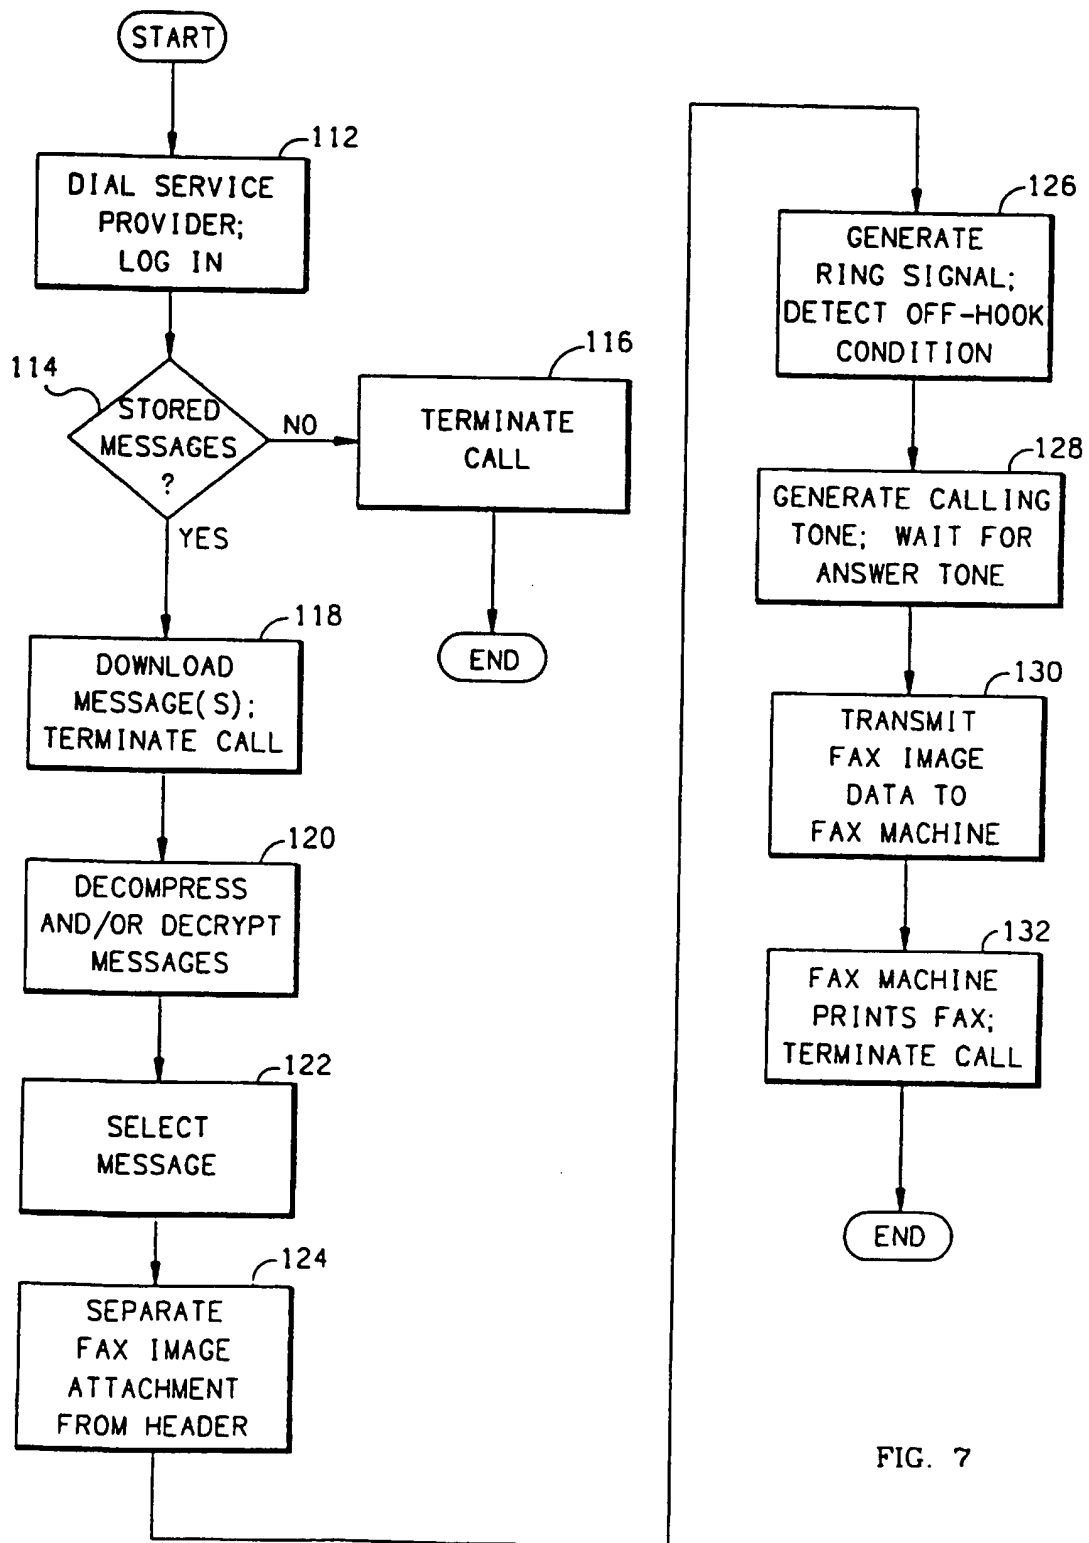 START
112
DIAL SERVICE
PROVIDER;
LOG IN
114
STORED
MESSAGES
?
NO
YES
116
TERMINATE
CALL
END
118
DOWNLOAD
MESSAGE(S);
TERMINATE CALL
120
DECOMPRESS
AND/OR DECRYPT
MESSAGES
122
SELECT
MESSAGE
124
SEPARATE
FAX IMAGE
ATTACHMENT
FROM HEADER
126
GENERATE
RING SIGNAL;
DETECT OFF-HOOK
CONDITION
128
GENERATE CALLING
TONE; WAIT FOR
ANSWER TONE
130
TRANSMIT
FAX IMAGE
DATA TO
FAX MACHINE
132
FAX MACHINE
PRINTS FAX;
TERMINATE CALL
END
FIG. 7